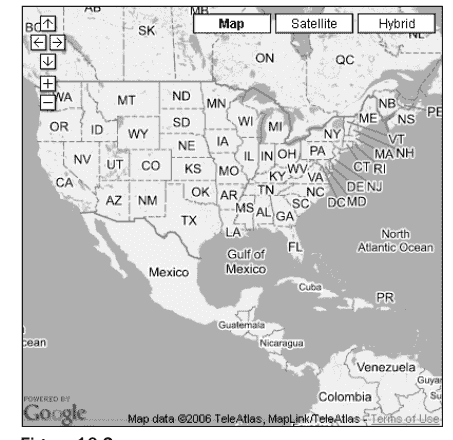 AB
MB
BC
SK
Map
Satellite
Hybrid
NL
ON
QC
WA
MT
ND
MN
NB
PE
OR
ID
WY
SD
WI
MI
ME
NS
NY
VT
NE
IA
MA NH
NV
UT
CO
IL
IN
OH
PA
CT RI
KS
MO
WV
VA
KY
CA
DE NJ
OK
AR
TN
NC
DC MD
AZ
NM
SC
MS
AL
GA
TX
LA
FL
North
Atlantic Ocean
Gulf of
Mexico
Mexico
Cuba
PR
Guatemala
Nicaragua
cean
Venezuela
Guyan
Su
Colombia
POWERED BY
Google
Map data ©2006 TeleAtlas, MapLink/TeleAtlas - Terms of Use